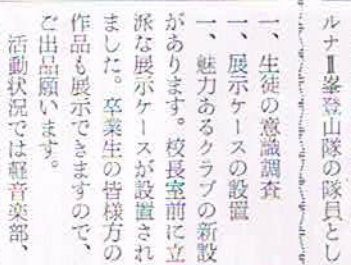 ルナⅡ峯登山隊の隊員とし
一、生徒の意識調査
一、展示ケースの設置
一、魅力あるクラブの新設
があります。校長室前に立
派な展示ケースが設置され
ました。卒業生の皆様方の
作品も展示できますので、
ご出品願います。
活動状況では軽音楽部、